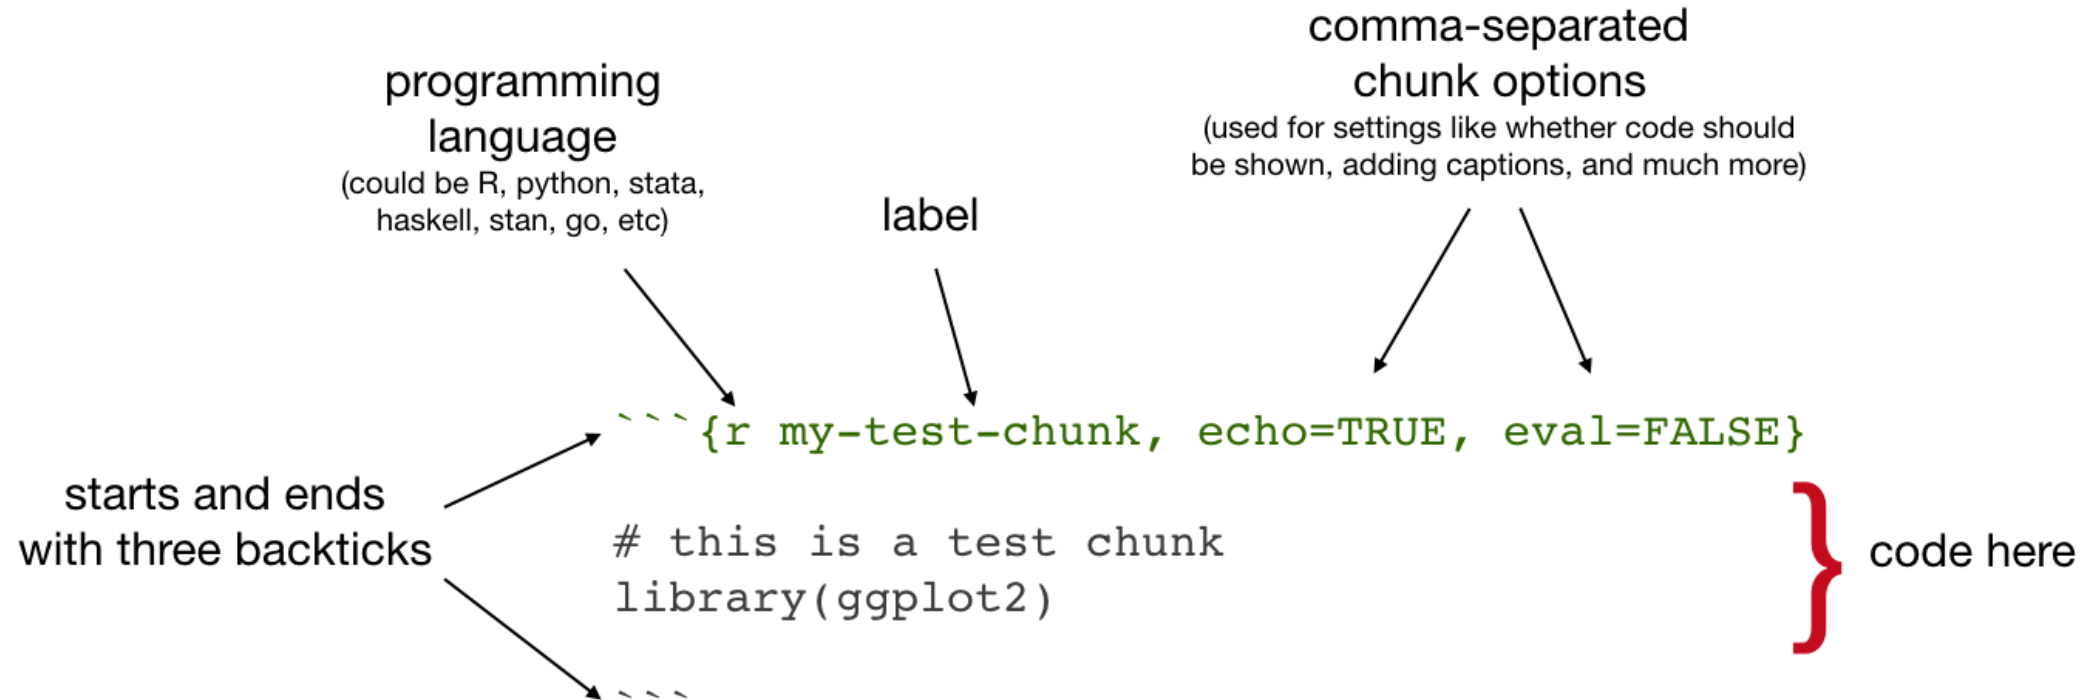 comma-separated
chunk options
(used for settings like whether code should
be shown, adding captions, and much more)
programming
language
(could be R, python, stata,
haskell, stan, go, etc)
label
```{r my-test-chunk, echo=TRUE, eval=FALSE}
starts and ends
with three backticks
# this is a test chunk
library(ggplot2)
code here
```